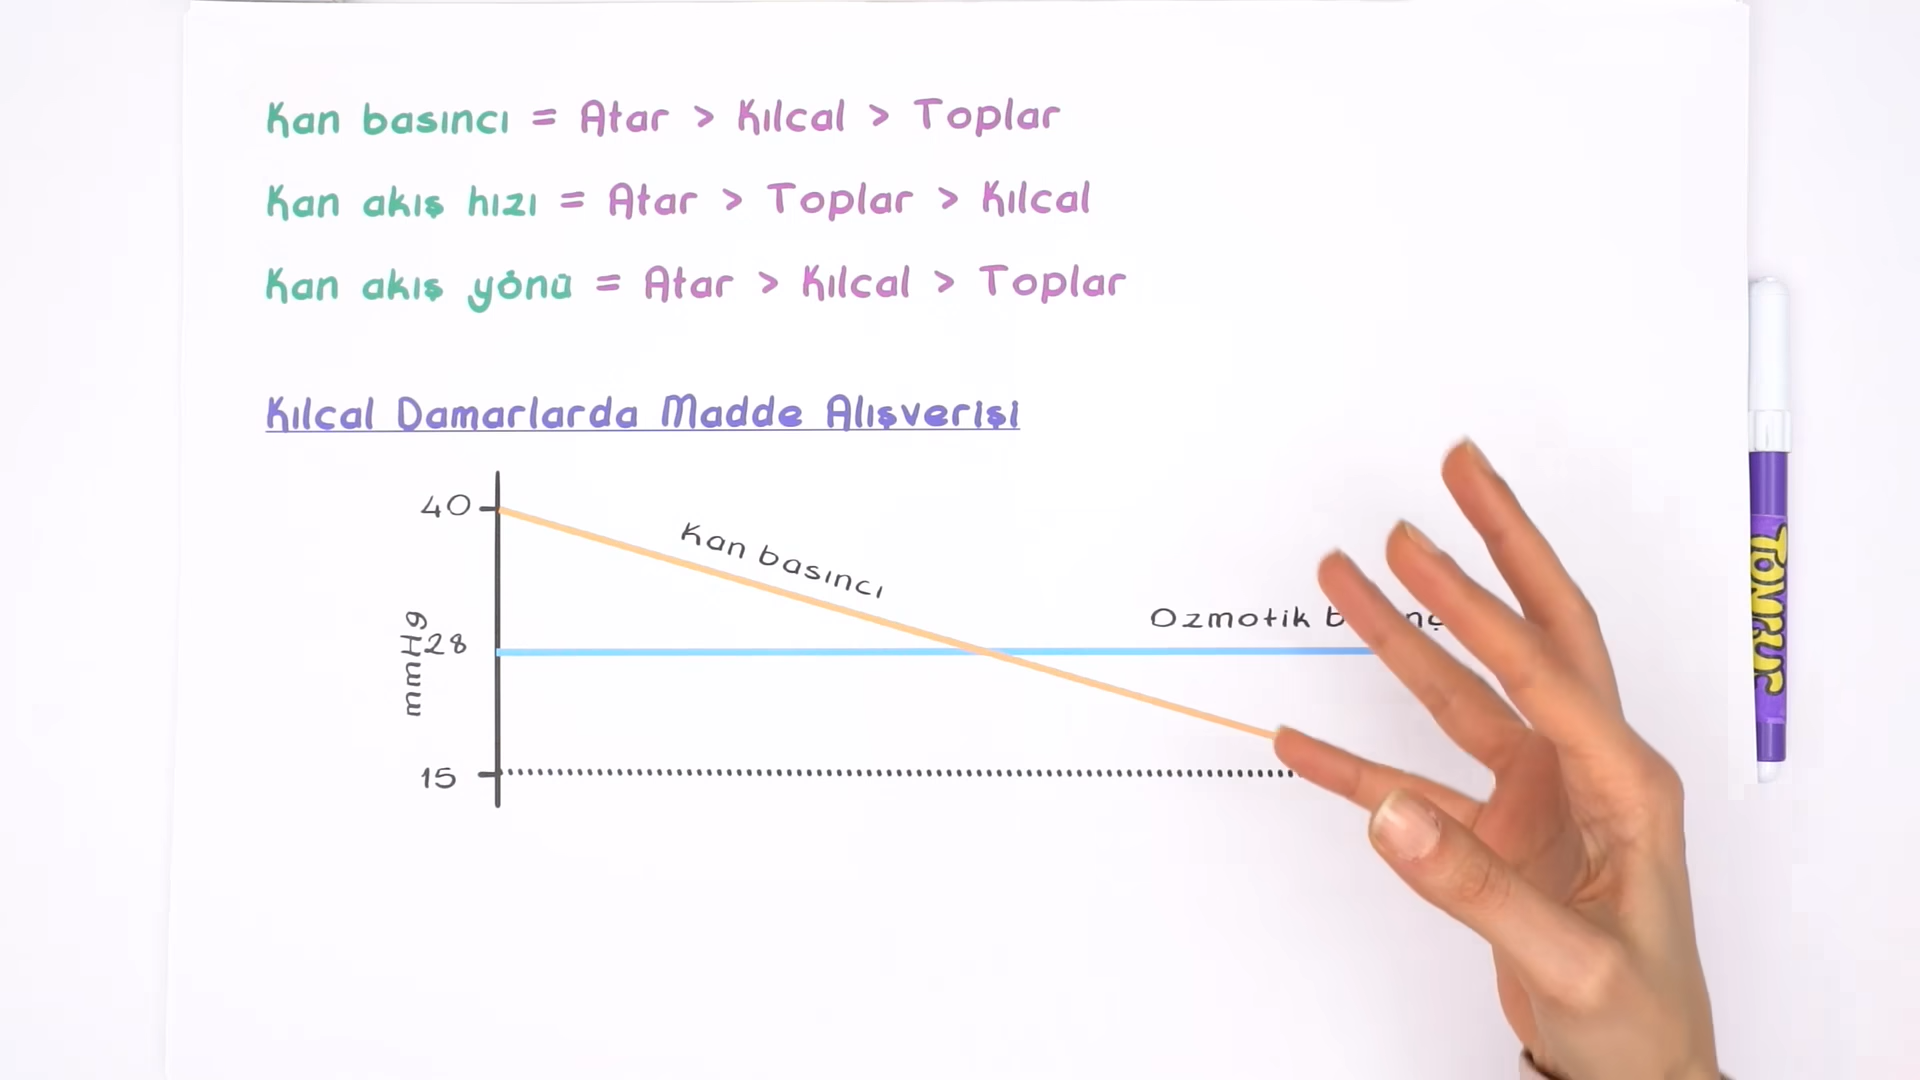 Kan basıncı = Atar > Kılcal > Toplar
Kan akış hızı = Atar > Toplar > Kılcal
Kan akış yönü = Atar > Kılcal > Toplar
Kılcal Damarlarda Madde Alışverişi
40
Kan basıncı
Ozmotik
mmHg
28
15
TOMBUL